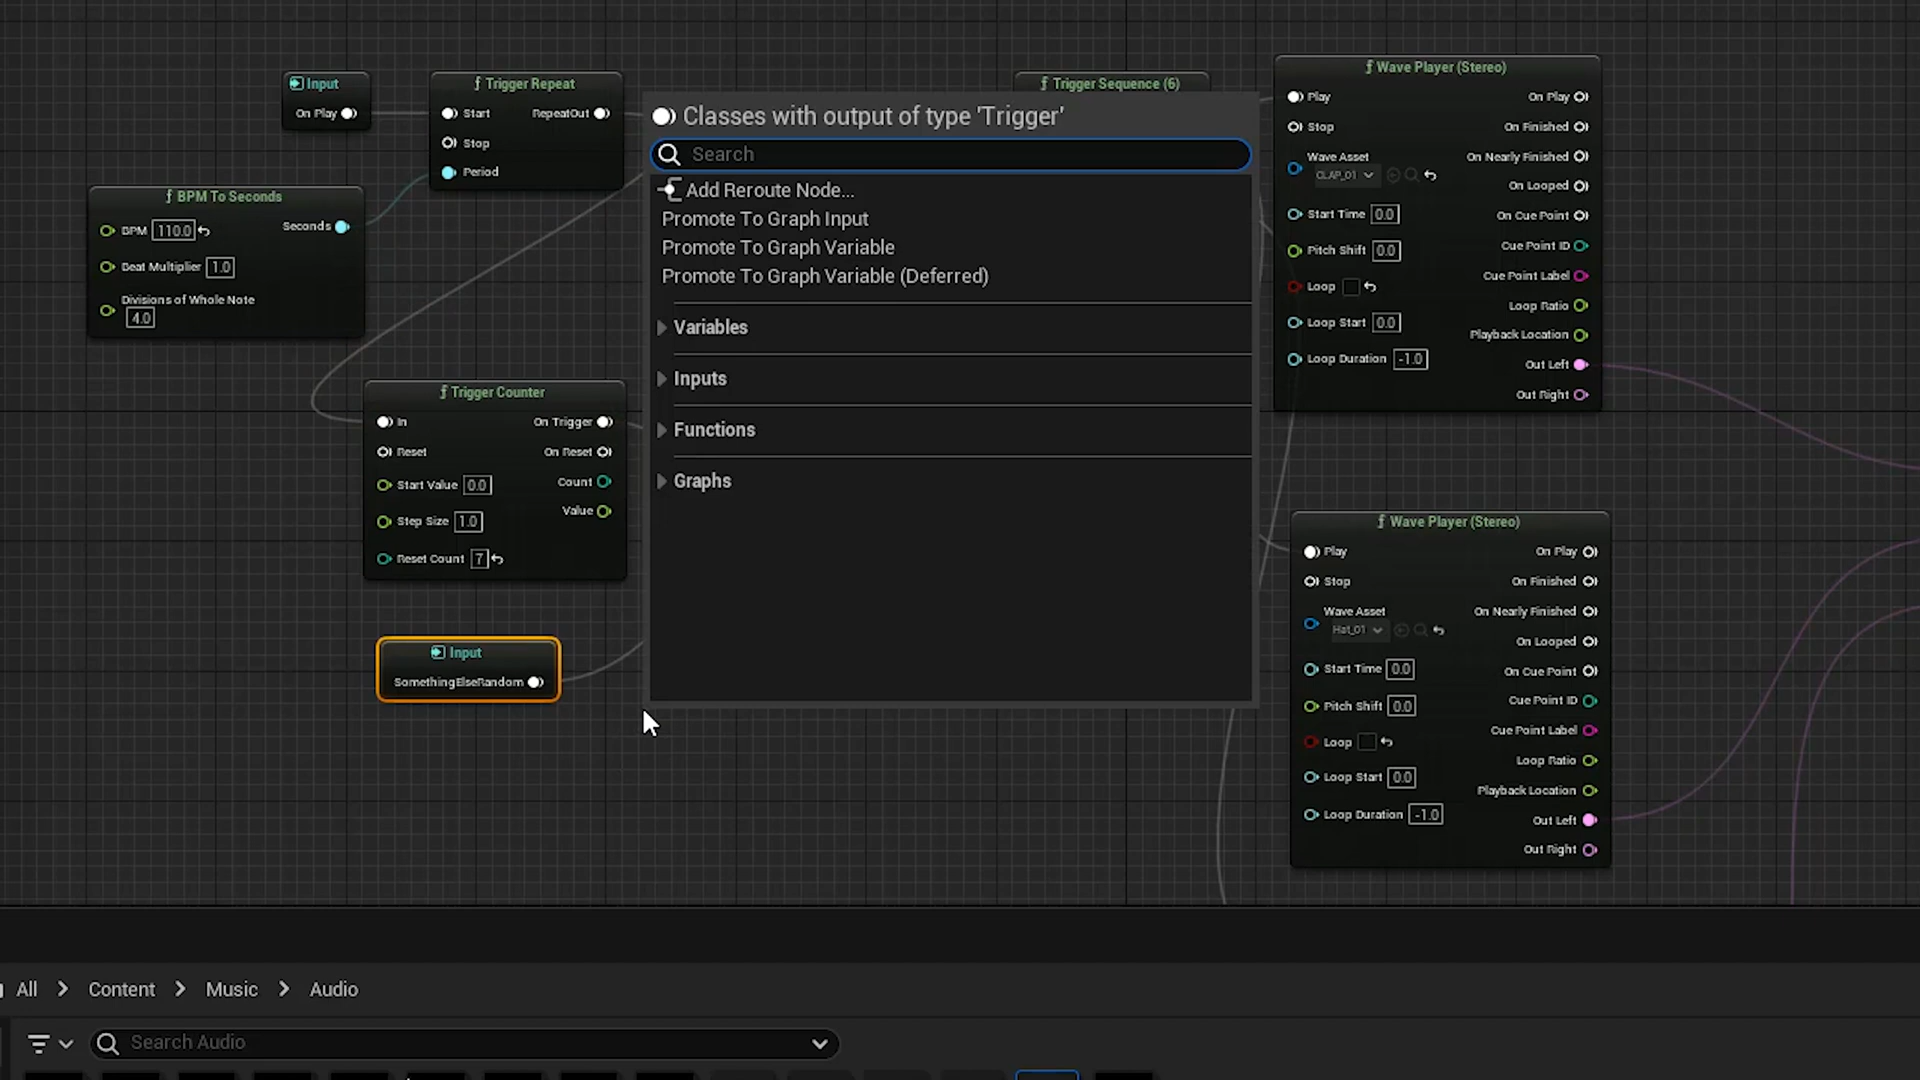 Input
On Play
Trigger Repeat
Start
RepeatOut
Stop
Period
BPM To Seconds
BPM 110.0
Seconds
Beat Multiplier 1.0
Divisions of Whole Note
4.0
Trigger Counter
In
On Trigger
Reset
On Reset
Start Value 0.0
Count
Step Size 1.0
Value
Reset Count 7
Input
SomethingElseRandom
Trigger Sequence (6)
Classes with output of type 'Trigger'
Search
Add Reroute Node...
Promote To Graph Input
Promote To Graph Variable
Promote To Graph Variable (Deferred)
Variables
Inputs
Functions
Graphs
Wave Player (Stereo)
Play
On Play
Stop
On Finished
Wave Asset
On Nearly Finished
CLAP_01
On Looped
Start Time 0.0
On Cue Point
Pitch Shift 0.0
Cue Point ID
Cue Point Label
Loop
Loop Ratio
Loop Start 0.0
Playback Location
Loop Duration -1.0
Out Left
Out Right
Wave Player (Stereo)
Play
On Play
Stop
On Finished
Wave Asset
On Nearly Finished
Hat_01
On Looped
Start Time 0.0
On Cue Point
Pitch Shift 0.0
Cue Point ID
Cue Point Label
Loop
Loop Ratio
Loop Start 0.0
Playback Location
Loop Duration -1.0
Out Left
Out Right
All > Content > Music > Audio
Search Audio